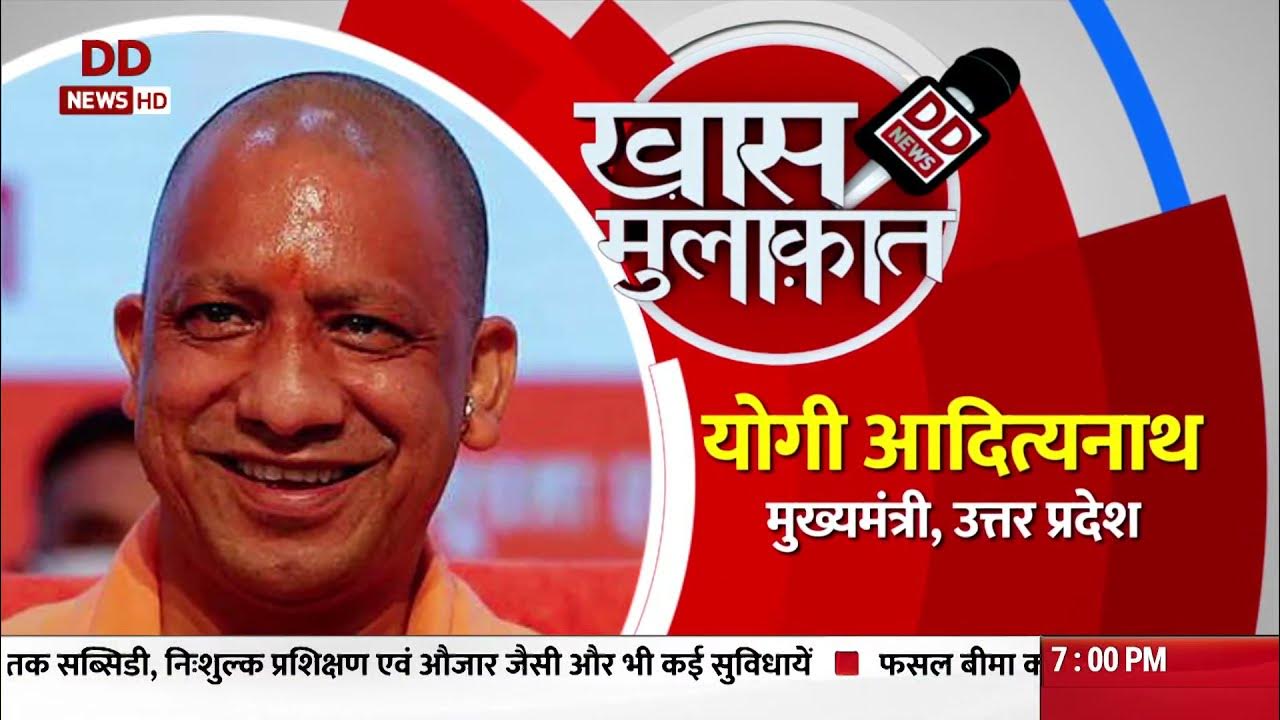 DD
NEWS HD
ख़ास
मुलाक़ात
DD
NEWS
योगी आदित्यनाथ
मुख्यमंत्री, उत्तर प्रदेश
तक सब्सिडी, निःशुल्क प्रशिक्षण एवं औजार जैसी और भी कई सुविधायें ■ फसल बीमा
7 : 00 PM